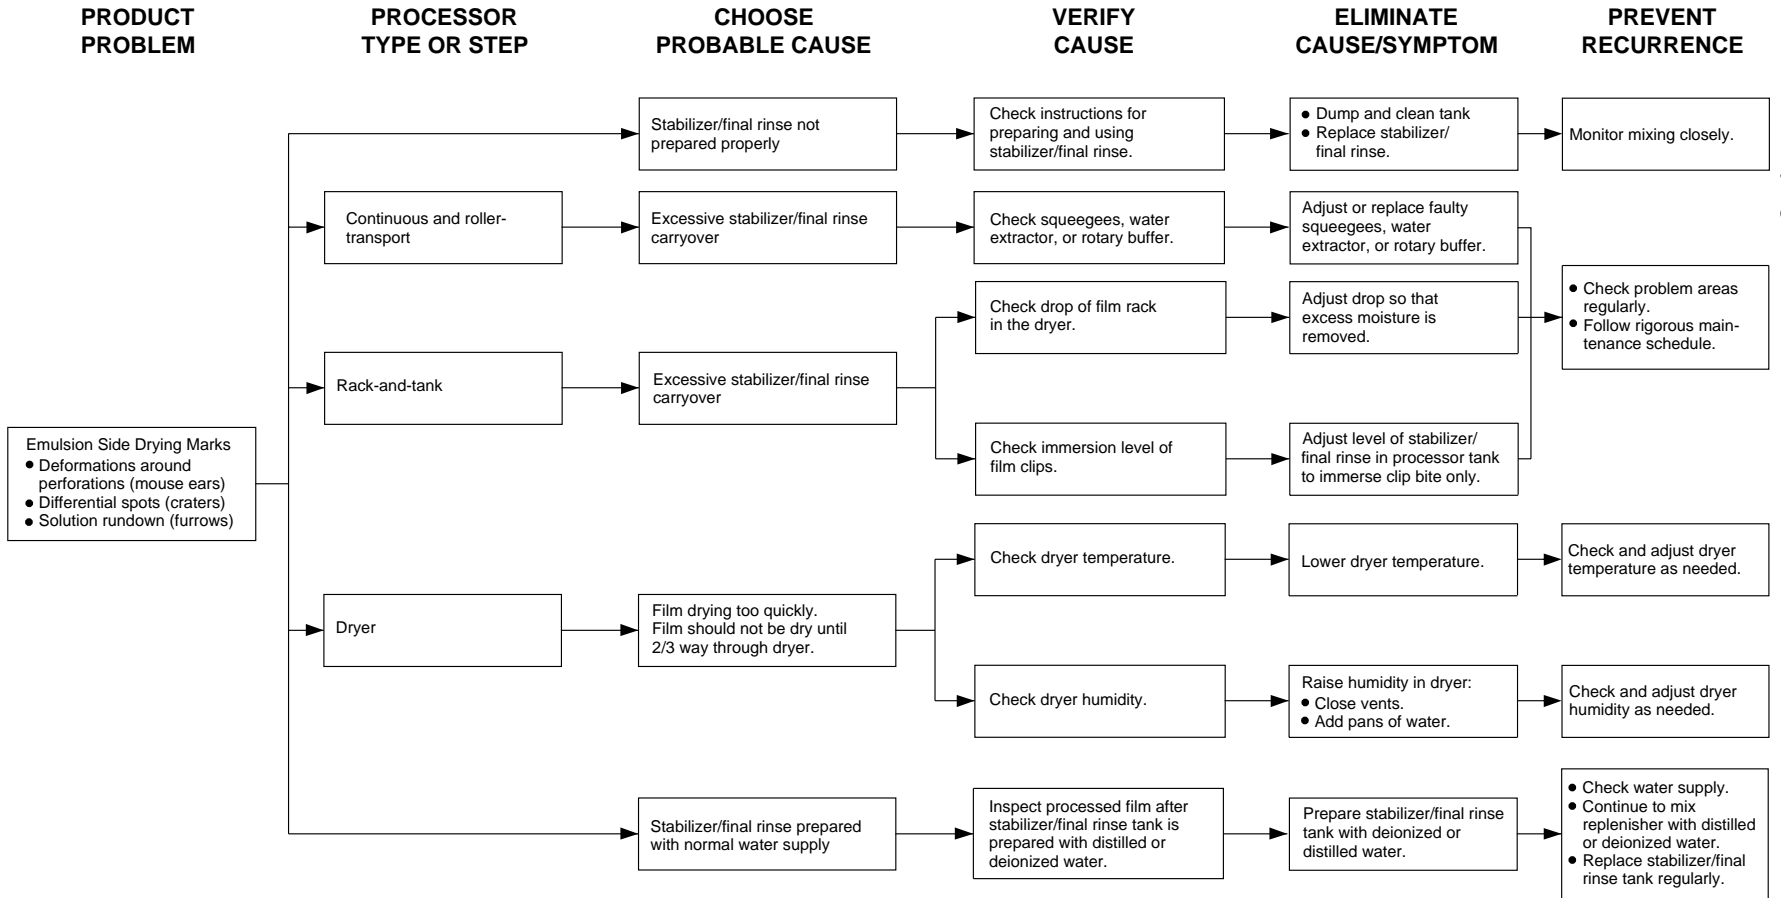 PRODUCT
PROBLEM
PROCESSOR
TYPE OR STEP
CHOOSE
PROBABLE CAUSE
VERIFY
CAUSE
ELIMINATE
CAUSE/SYMPTOM
PREVENT
RECURRENCE
Stabilizer/final rinse not
prepared properly
Check instructions for
preparing and using
stabilizer/final rinse.
● Dump and clean tank
● Replace stabilizer/
final rinse.
Monitor mixing closely.
Continuous and roller-
transport
Excessive stabilizer/final rinse
carryover
Check squeegees, water
extractor, or rotary buffer.
Adjust or replace faulty
squeegees, water
extractor, or rotary buffer.
Check drop of film rack
in the dryer.
Adjust drop so that
excess moisture is
removed.
● Check problem areas
regularly.
● Follow rigorous main-
tenance schedule.
Rack-and-tank
Excessive stabilizer/final rinse
carryover
Check immersion level of
film clips.
Adjust level of stabilizer/
final rinse in processor tank
to immerse clip bite only.
Emulsion Side Drying Marks
● Deformations around
perforations (mouse ears)
● Differential spots (craters)
● Solution rundown (furrows)
Check dryer temperature.
Lower dryer temperature.
Check and adjust dryer
temperature as needed.
Dryer
Film drying too quickly.
Film should not be dry until
2/3 way through dryer.
Check dryer humidity.
Raise humidity in dryer:
● Close vents.
● Add pans of water.
Check and adjust dryer
humidity as needed.
Stabilizer/final rinse prepared
with normal water supply
Inspect processed film after
stabilizer/final rinse tank is
prepared with distilled or
deionized water.
Prepare stabilizer/final rinse
tank with deionized or
distilled water.
● Check water supply.
● Continue to mix
replenisher with distilled
or deionized water.
● Replace stabilizer/final
rinse tank regularly.